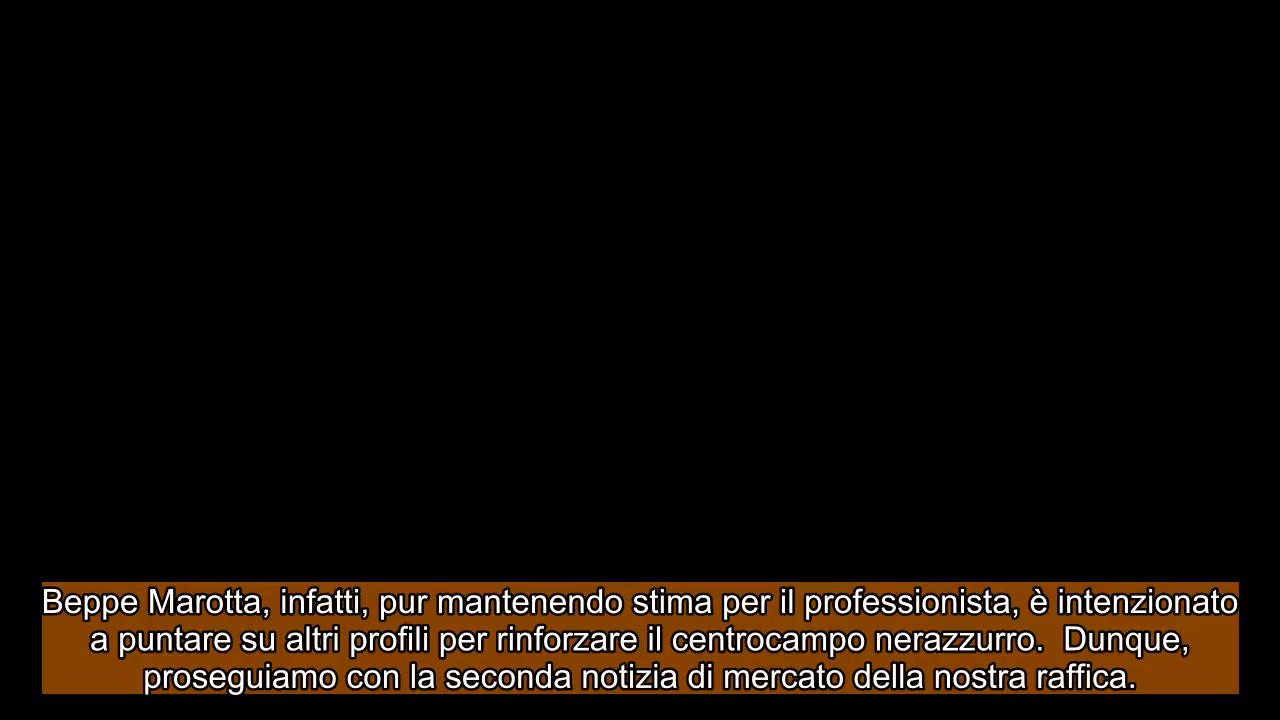 Beppe Marotta, infatti, pur mantenendo stima per il professionista, è intenzionato
a puntare su altri profili per rinforzare il centrocampo nerazzurro.  Dunque,
proseguiamo con la seconda notizia di mercato della nostra raffica.